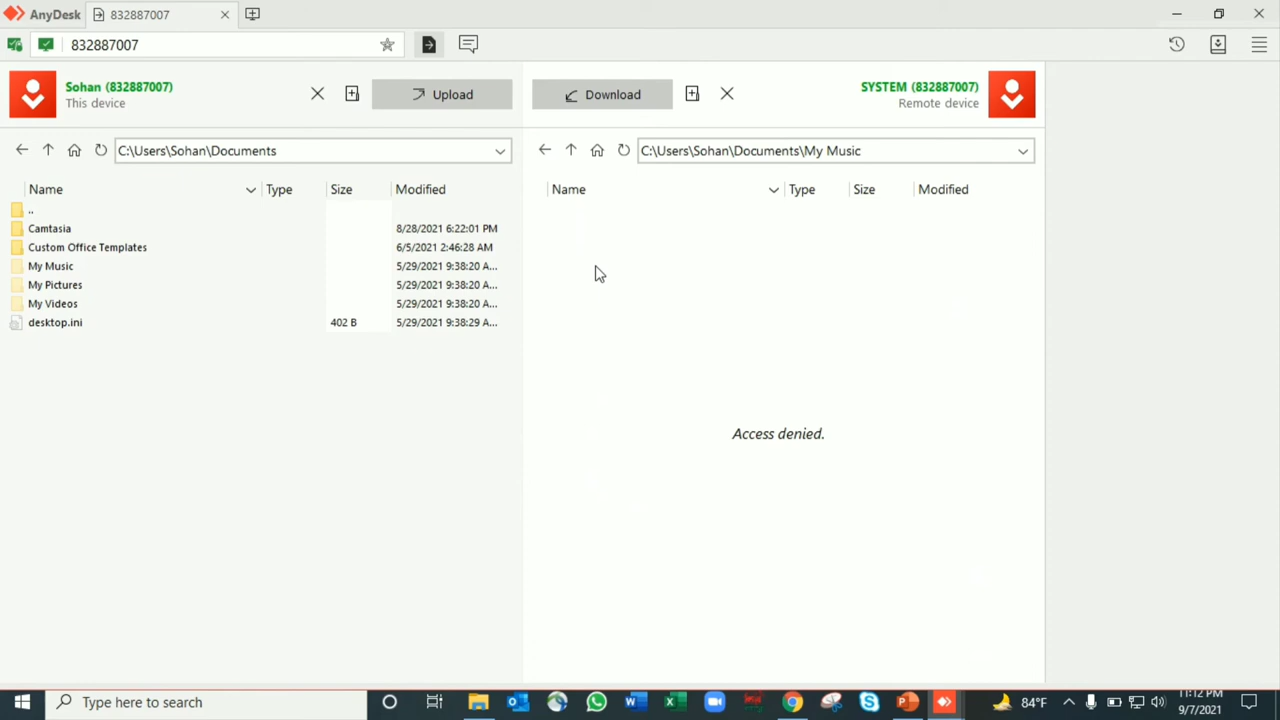 AnyDesk
832887007
832887007
Sohan (832887007)
This device
Upload
Download
SYSTEM (832887007)
Remote device
C:\Users\Sohan\Documents
C:\Users\Sohan\Documents\My Music
Name Type Size Modified
Name Type Size Modified
..
Camtasia 8/28/2021 6:22:01 PM
Custom Office Templates 6/5/2021 2:46:28 AM
My Music 5/29/2021 9:38:20 A...
My Pictures 5/29/2021 9:38:20 A...
My Videos 5/29/2021 9:38:20 A...
desktop.ini 402 B 5/29/2021 9:38:29 A...
Access denied.
Type here to search
84°F
11:12 PM
9/7/2021